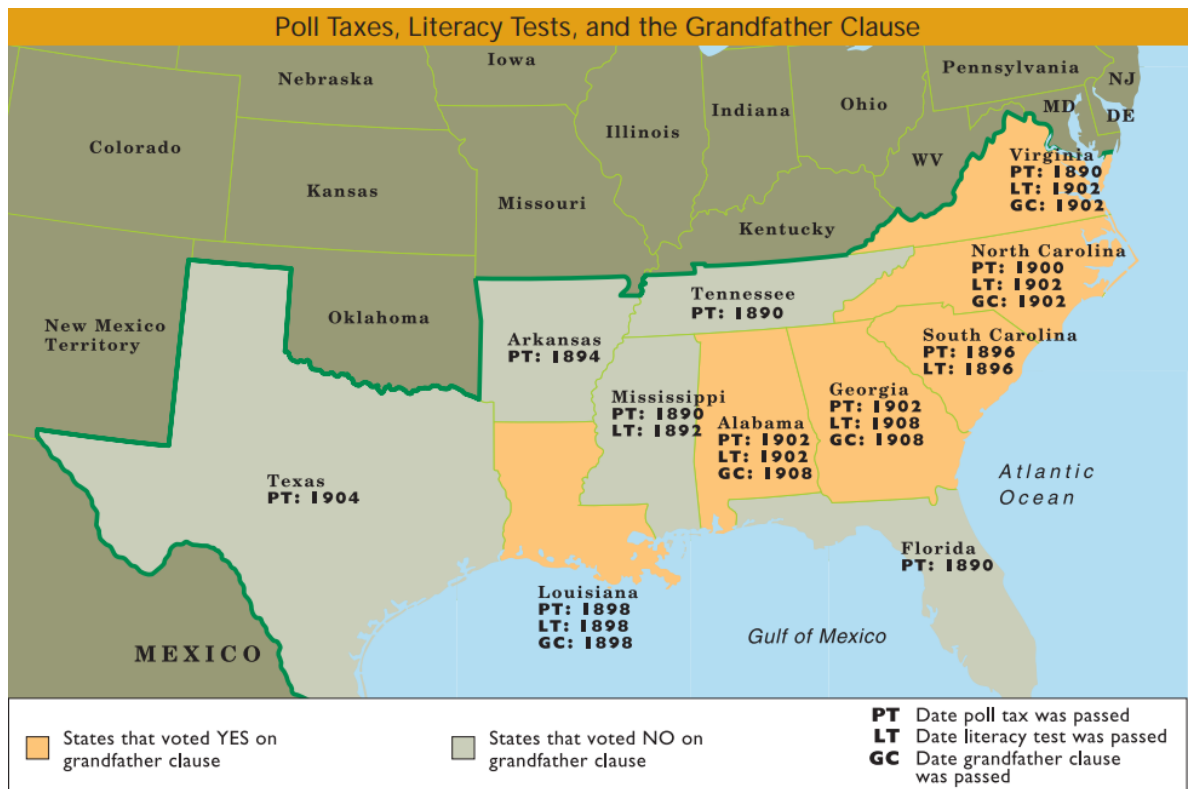 Poll Taxes, Literacy Tests, and the Grandfather Clause
Iowa
Nebraska
Pennsylvania
NJ
Ohio
Indiana
MD
DE
Illinois
Colorado
WV
Virginia
PT: 1890
LT: 1902
GC: 1902
Kansas
Missouri
Kentucky
North Carolina
PT: 1900
LT: 1902
GC: 1902
Tennessee
PT: 1890
New Mexico
Territory
Oklahoma
Arkansas
PT: 1894
South Carolina
PT: 1896
LT: 1896
Mississippi
PT: 1890
LT: 1892
Alabama
PT: 1902
LT: 1902
GC: 1908
Georgia
PT: 1902
LT: 1908
GC: 1908
Texas
PT: 1904
Atlantic
Ocean
Florida
PT: 1890
Louisiana
PT: 1898
LT: 1898
GC: 1898
Gulf of Mexico
MEXICO
States that voted YES on
grandfather clause
States that voted NO on
grandfather clause
PT Date poll tax was passed
LT Date literacy test was passed
GC Date grandfather clause
was passed